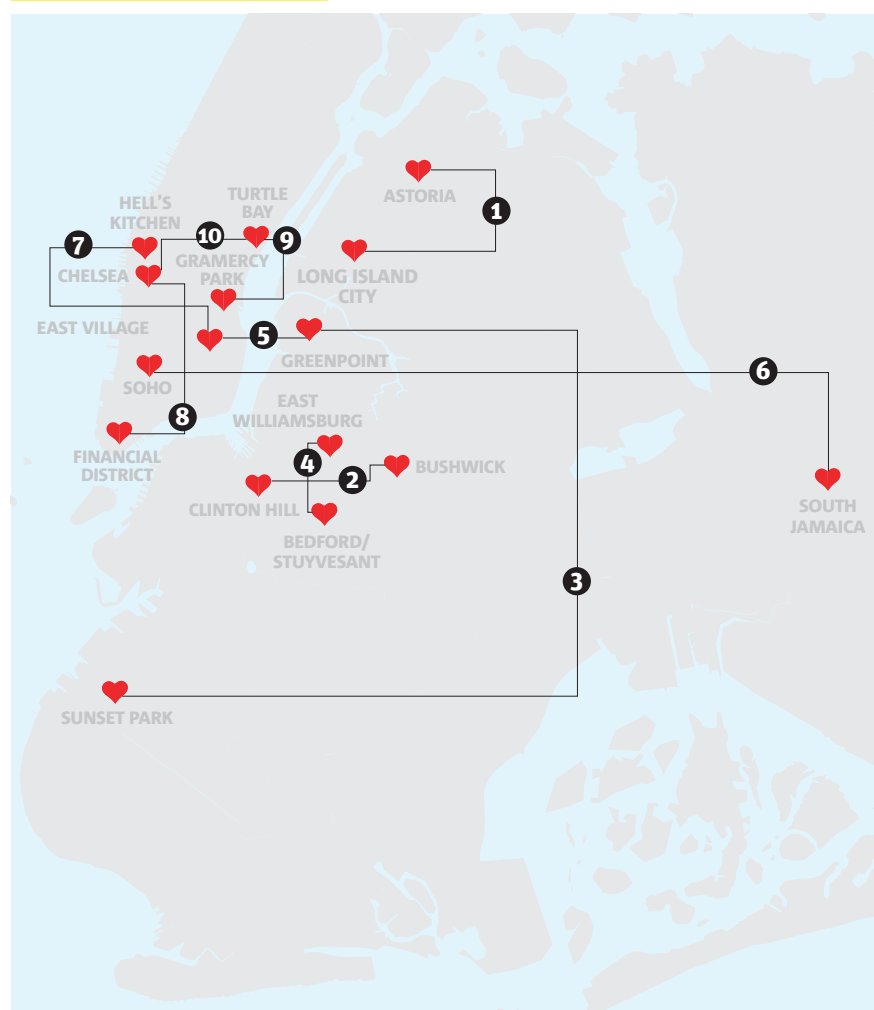 ASTORIA
1
TURTLE
BAY
HELL'S
KITCHEN
7
10
9
CHELSEA
GRAMERCY
PARK
LONG ISLAND
CITY
EAST VILLAGE
5
GREENPOINT
6
SOHO
EAST
WILLIAMSBURG
8
FINANCIAL
DISTRICT
4
2
BUSHWICK
CLINTON HILL
BEDFORD/
STUYVESANT
SOUTH
JAMAICA
3
SUNSET PARK